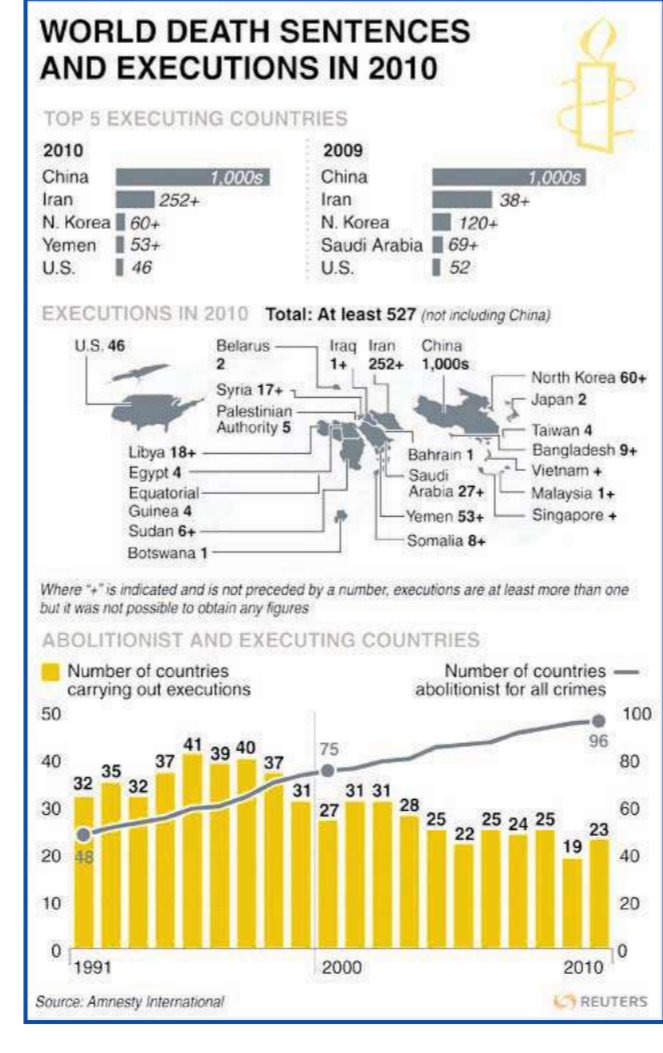 WORLD DEATH SENTENCES
AND EXECUTIONS IN 2010
TOP 5 EXECUTING COUNTRIES
2010
China 1,000s
Iran 252+
N. Korea 60+
Yemen 53+
U.S. 46
2009
China 1,000s
Iran 38+
N. Korea 120+
Saudi Arabia 69+
U.S. 52
EXECUTIONS IN 2010 Total: At least 527 (not including China)
U.S. 46
Belarus
2
Iraq
1+
Iran
252+
China
1,000s
North Korea 60+
Japan 2
Syria 17+
Palestinian
Authority 5
Taiwan 4
Bangladesh 9+
Libya 18+
Bahrain 1
Vietnam +
Egypt 4
Saudi
Arabia 27+
Malaysia 1+
Equatorial
Guinea 4
Yemen 53+
Singapore +
Sudan 6+
Somalia 8+
Botswana 1
Where "+" is indicated and is not preceded by a number, executions are at least more than one
but it was not possible to obtain any figures
ABOLITIONIST AND EXECUTING COUNTRIES
Number of countries
carrying out executions
Number of countries
abolitionist for all crimes
50
40
30
20
10
0
100
80
60
40
20
0
32 35 32 37 41 39 40 37 31 27 31 31 28 25 22 25 24 25 19 23
48
75
96
1991 2000 2010
Source: Amnesty International
REUTERS